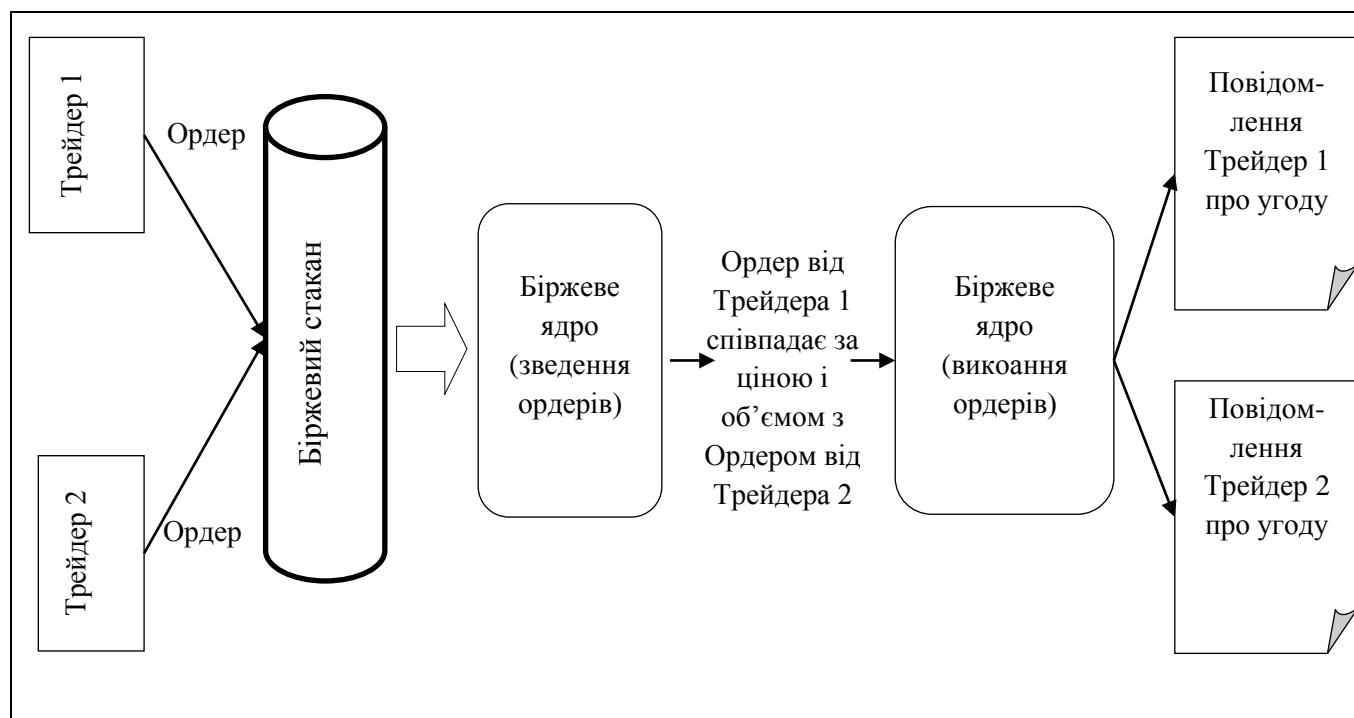 Трейдер 1
Ордер
Трейдер 2
Ордер
Біржевий стакан
Біржеве
ядро
(зведення
ордерів)
Ордер від
Трейдера 1
співпадає за
ціною і
об’ємом з
Ордером від
Трейдера 2
Біржеве
ядро
(викоання
ордерів)
Повідом-
лення
Трейдер 1
про угоду
Повідом-
лення
Трейдер 2
про угоду